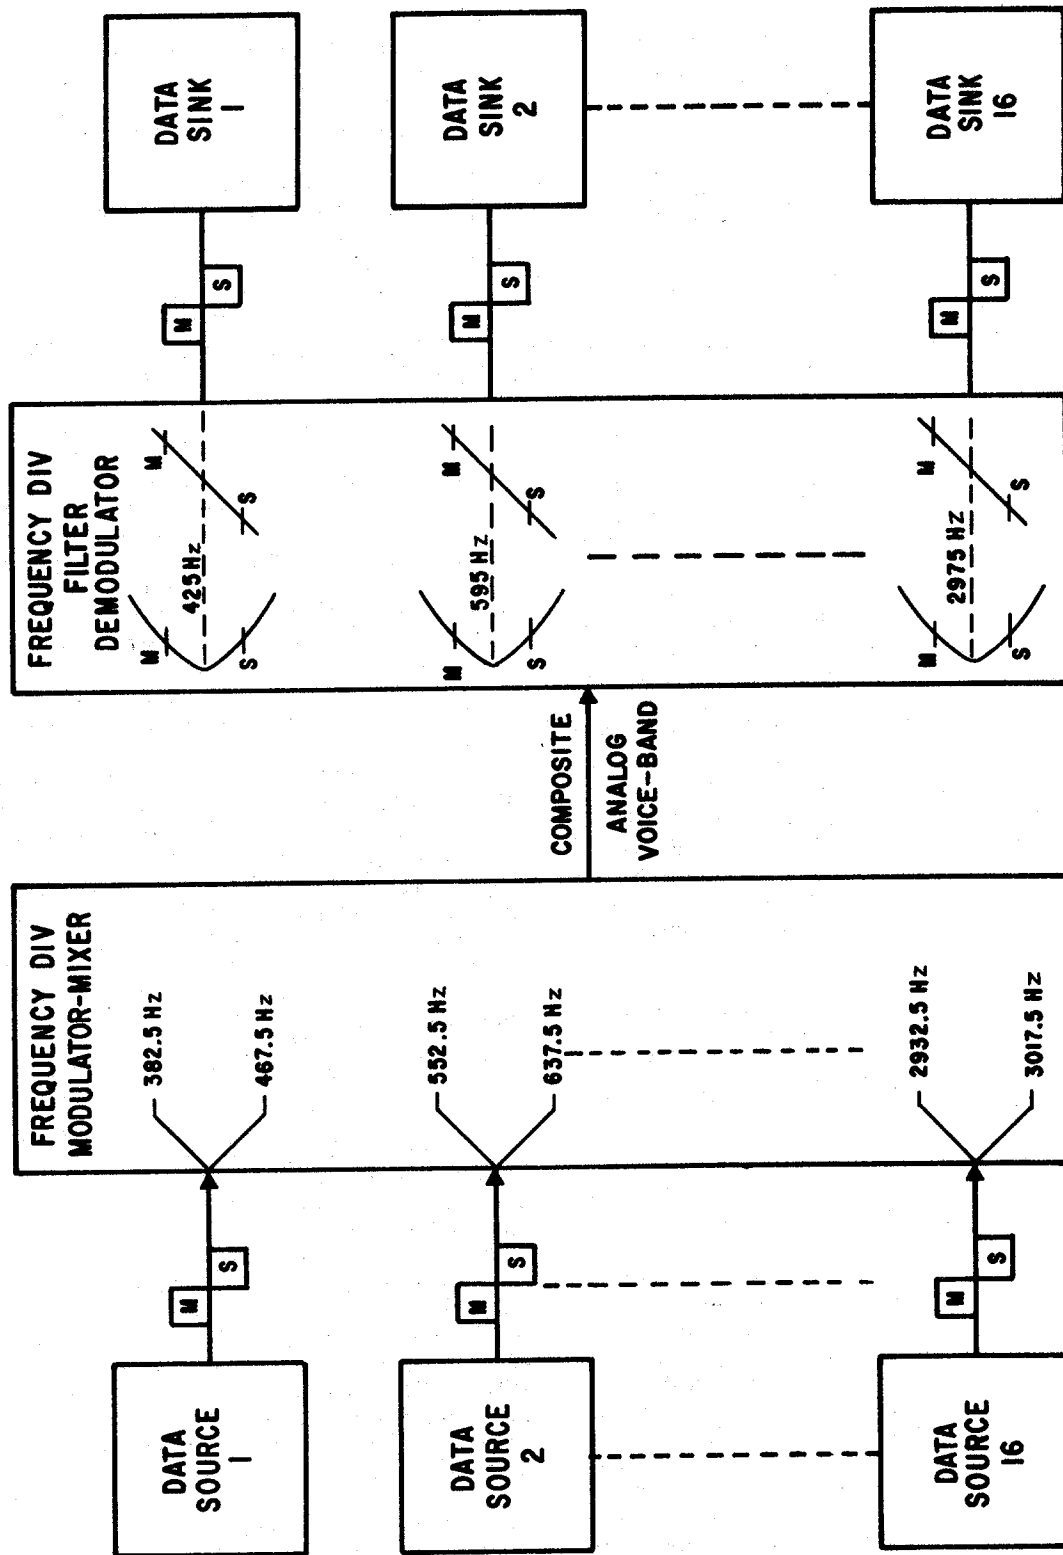 DATA
SOURCE
1
DATA
SOURCE
2
DATA
SOURCE
16
M
S
M
S
M
S
FREQUENCY DIV
MODULATOR-MIXER
382.5 Hz
467.5 Hz
552.5 Hz
637.5 Hz
2932.5 Hz
3017.5 Hz
COMPOSITE
ANALOG
VOICE-BAND
FREQUENCY DIV
FILTER
DEMODULATOR
M
S
425 Hz
M
S
M
S
595 Hz
M
S
M
S
2975 Hz
M
S
M
S
M
S
M
S
DATA
SINK
1
DATA
SINK
2
DATA
SINK
16